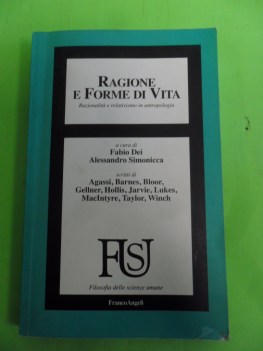 RAGIONE
E FORME DI VITA
Razionalità e relativismo in antropologia
a cura di
Fabio Dei
Alessandro Simonicca
scritti di
Agassi, Barnes, Bloor,
Gellner, Hollis, Jarvie, Lukes,
MacIntyre, Taylor, Winch
FSU
Filosofia delle scienze umane
FrancoAngeli